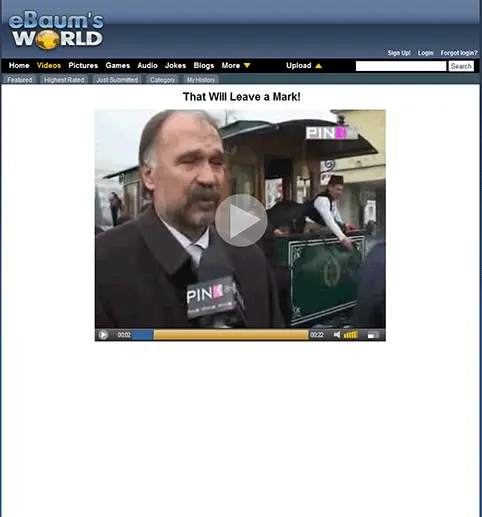 eBaum's
WORLD
Sign Up! Login Forgot login?
Home Videos Pictures Games Audio Jokes Blogs More Upload Search
Featured Highest Rated Just Submitted Category My History
That Will Leave a Mark!
PINK
PINK
00:02 00:22